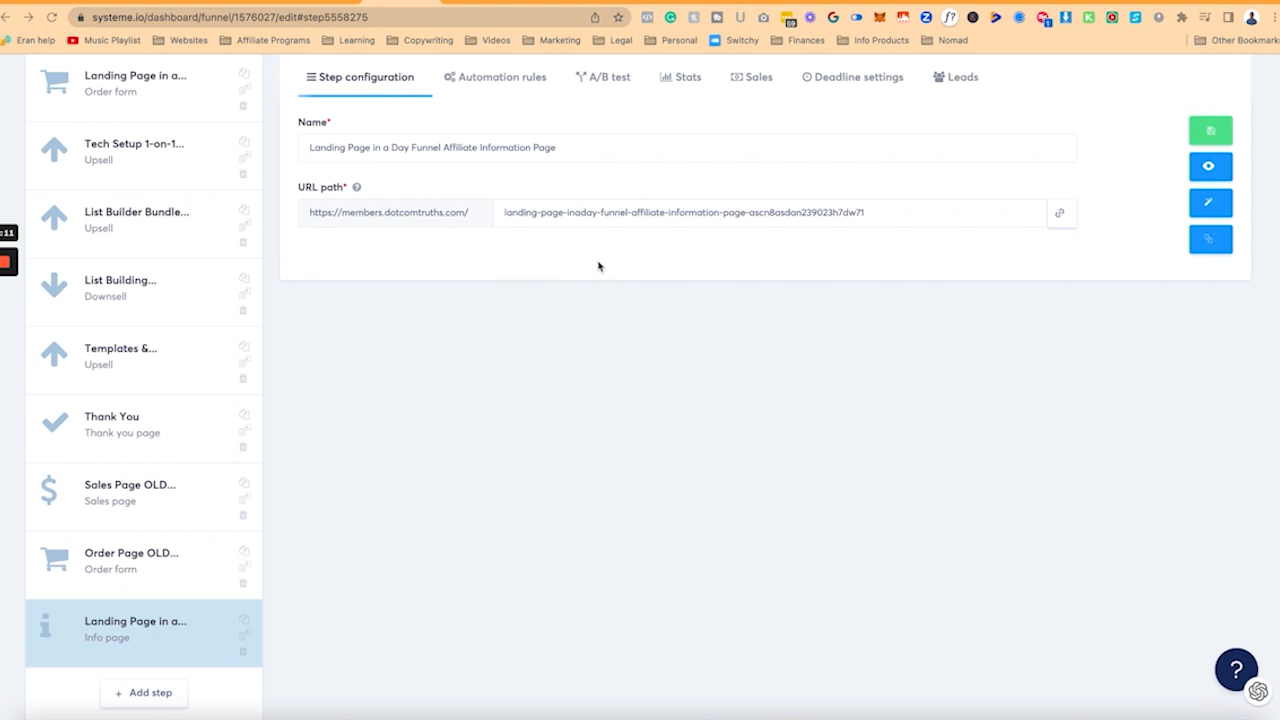 systeme.io/dashboard/funnel/1576027/edit#step5558275
Eran help
Music Playlist
Websites
Affiliate Programs
Learning
Copywriting
Videos
Marketing
Legal
Personal
Switchy
Finances
Info Products
Nomad
Other Bookmarks
Landing Page in a...
Order form
Tech Setup 1-on-1...
Upsell
List Builder Bundle...
Upsell
:11
List Building...
Downsell
Templates &...
Upsell
Thank You
Thank you page
Sales Page OLD...
Sales page
Order Page OLD...
Order form
Landing Page in a...
Info page
+ Add step
Step configuration
Automation rules
A/B test
Stats
Sales
Deadline settings
Leads
Name*
Landing Page in a Day Funnel Affiliate Information Page
URL path*
https://members.dotcomtruths.com/
landing-page-inaday-funnel-affiliate-information-page-ascn8asdan239023h7dw71
?